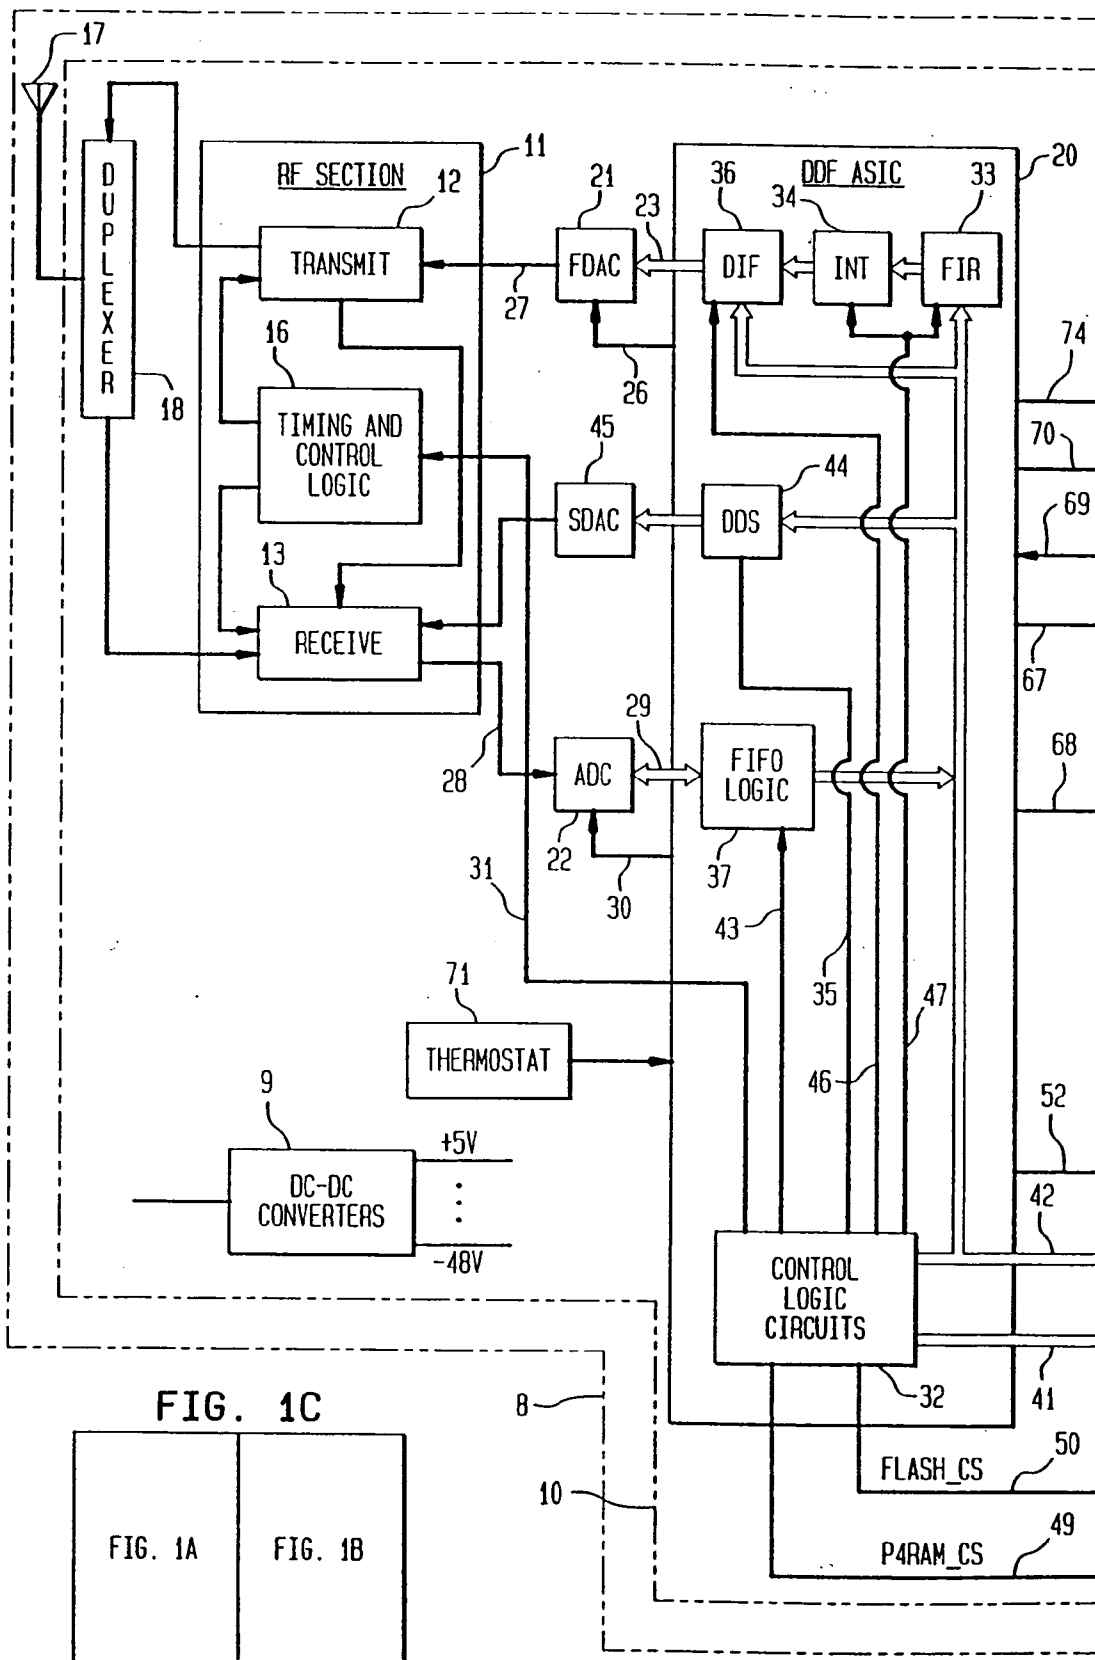 17
11
20
RF SECTION
12
21
23
36
DDF ASIC
34
33
DUPLEXER
TRANSMIT
FDAC
DIF
INT
FIR
27
16
26
74
18
TIMING AND
CONTROL
LOGIC
45
44
70
SDAC
DDS
69
13
RECEIVE
67
28
29
ADC
FIFO
LOGIC
68
22
37
31
30
43
35
47
71
THERMOSTAT
46
9
+5V
52
DC-DC
CONVERTERS
42
-48V
CONTROL
LOGIC
CIRCUITS
41
32
FIG. 1C
8
FLASH_CS
50
10
FIG. 1A
FIG. 1B
P4RAM_CS
49